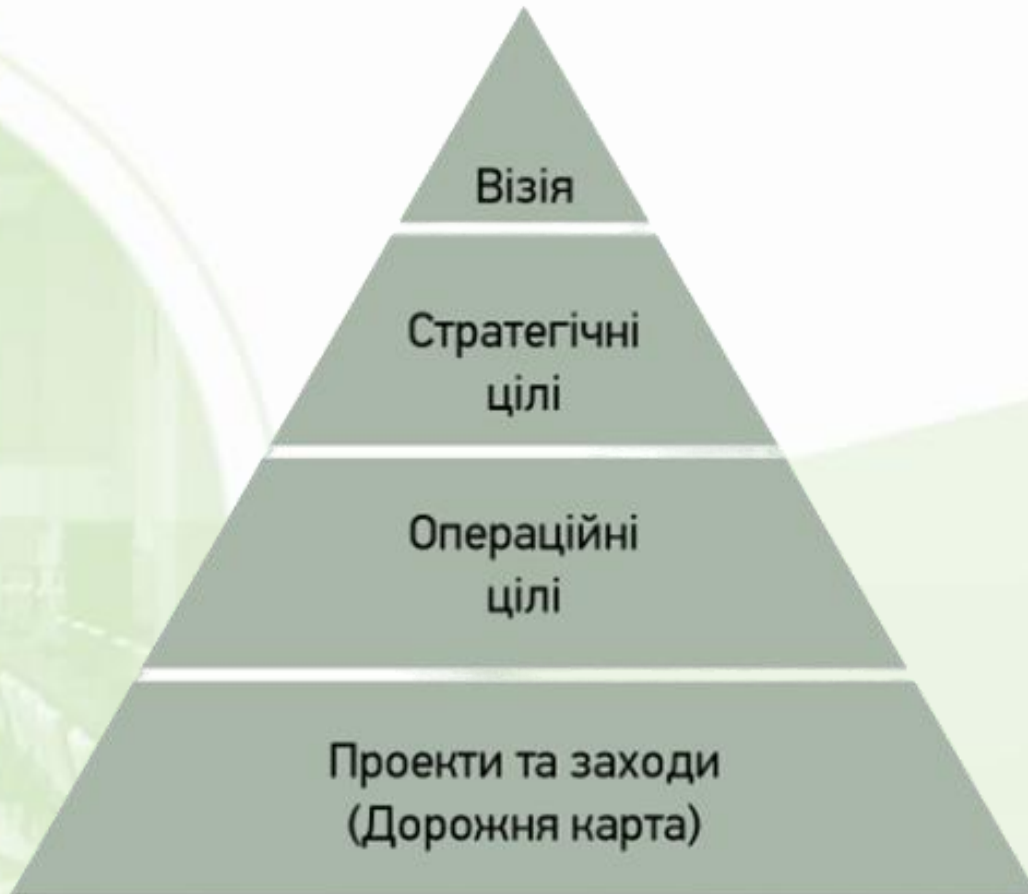 Візія
Стратегічні
цілі
Операційні
цілі
Проекти та заходи
(Дорожня карта)